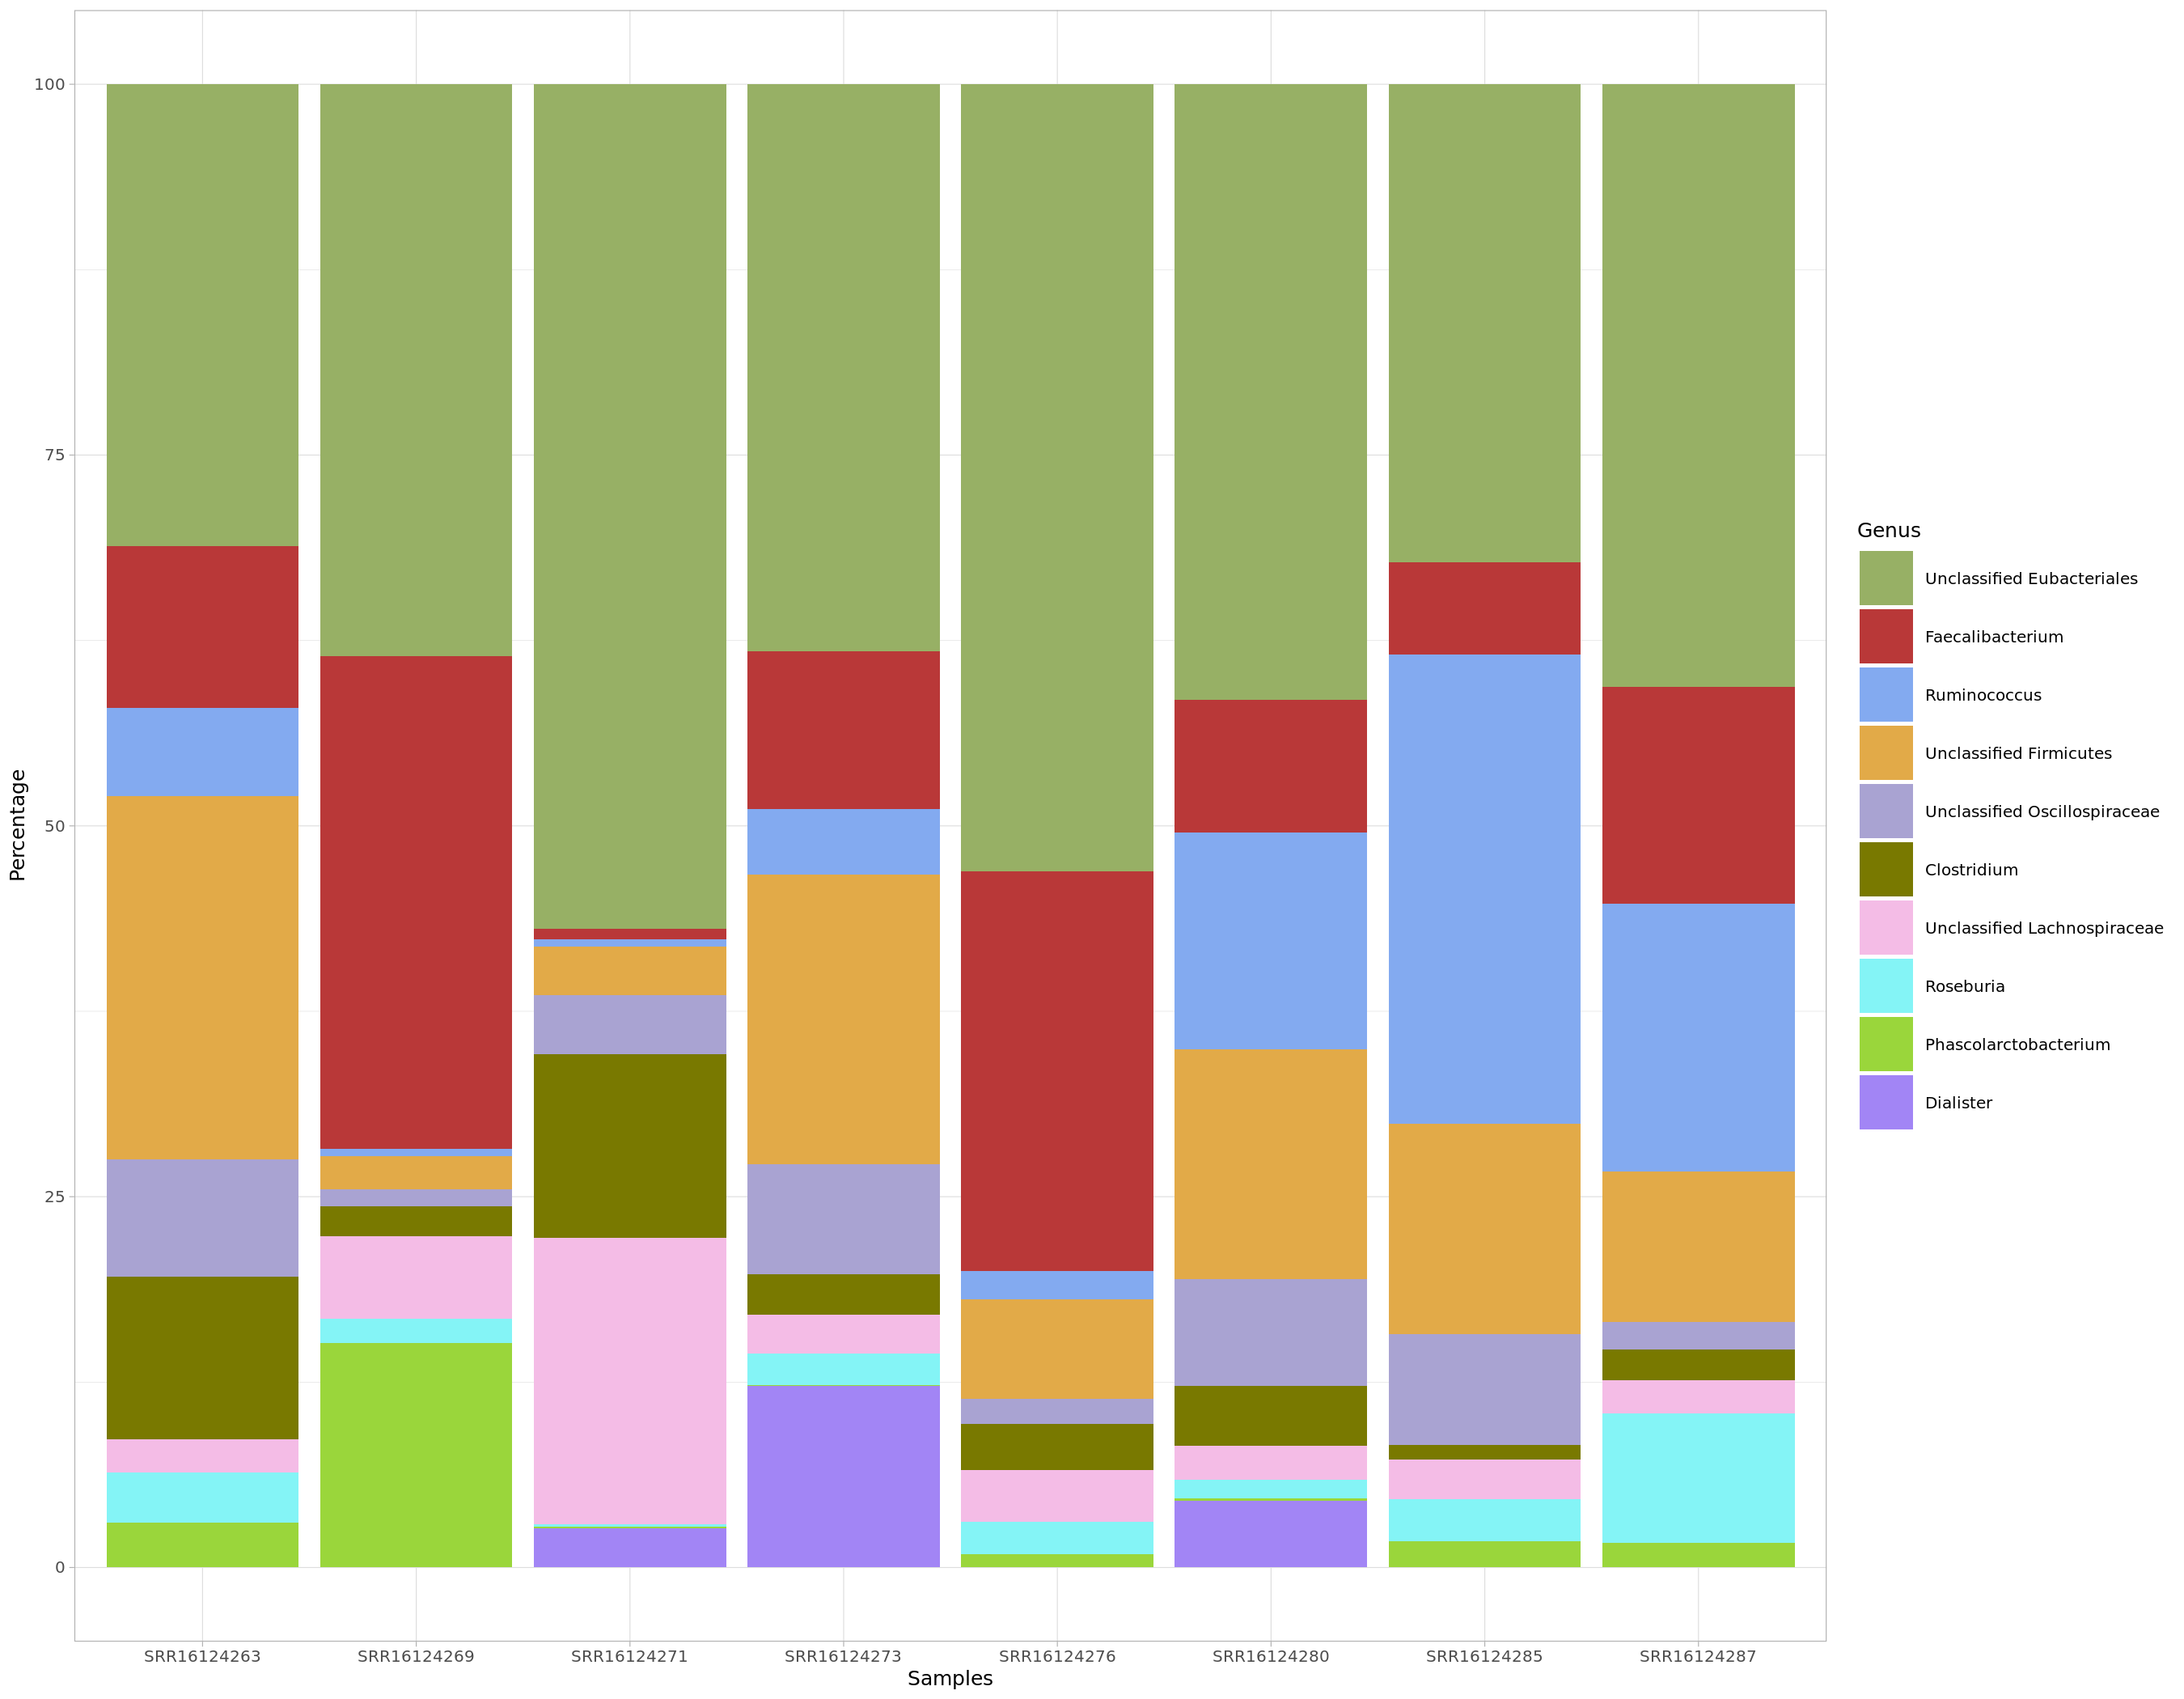 100
75
50
25
0
Percentage
SRR16124263 SRR16124269 SRR16124271 SRR16124273 SRR16124276 SRR16124280 SRR16124285 SRR16124287
Samples
Genus
Unclassified Eubacteriales
Faecalibacterium
Ruminococcus
Unclassified Firmicutes
Unclassified Oscillospiraceae
Clostridium
Unclassified Lachnospiraceae
Roseburia
Phascolarctobacterium
Dialister